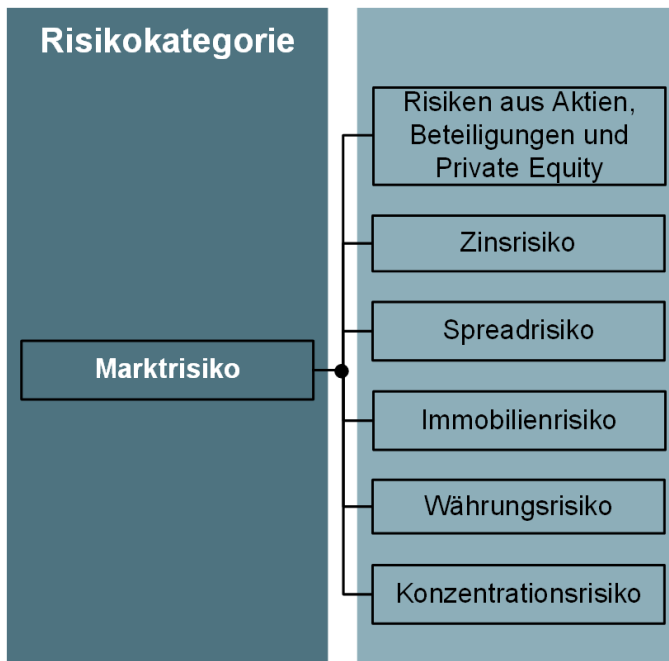 Risikokategorie
Marktrisiko
Risiken aus Aktien,
Beteiligungen und
Private Equity
Zinsrisiko
Spreadrisiko
Immobilienrisiko
Währungsrisiko
Konzentrationsrisiko